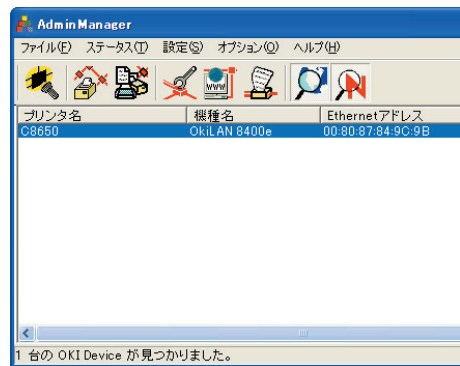 AdminManager
ファイル(F) ステータス(T) 設定(S) オプション(O) ヘルプ(H)
WWW
プリンタ名 機種名 Ethernetアドレス
C8650 OkiLAN 8400e 00:80:87:84:9C:9B
1 台の OKI Device が見つかりました。